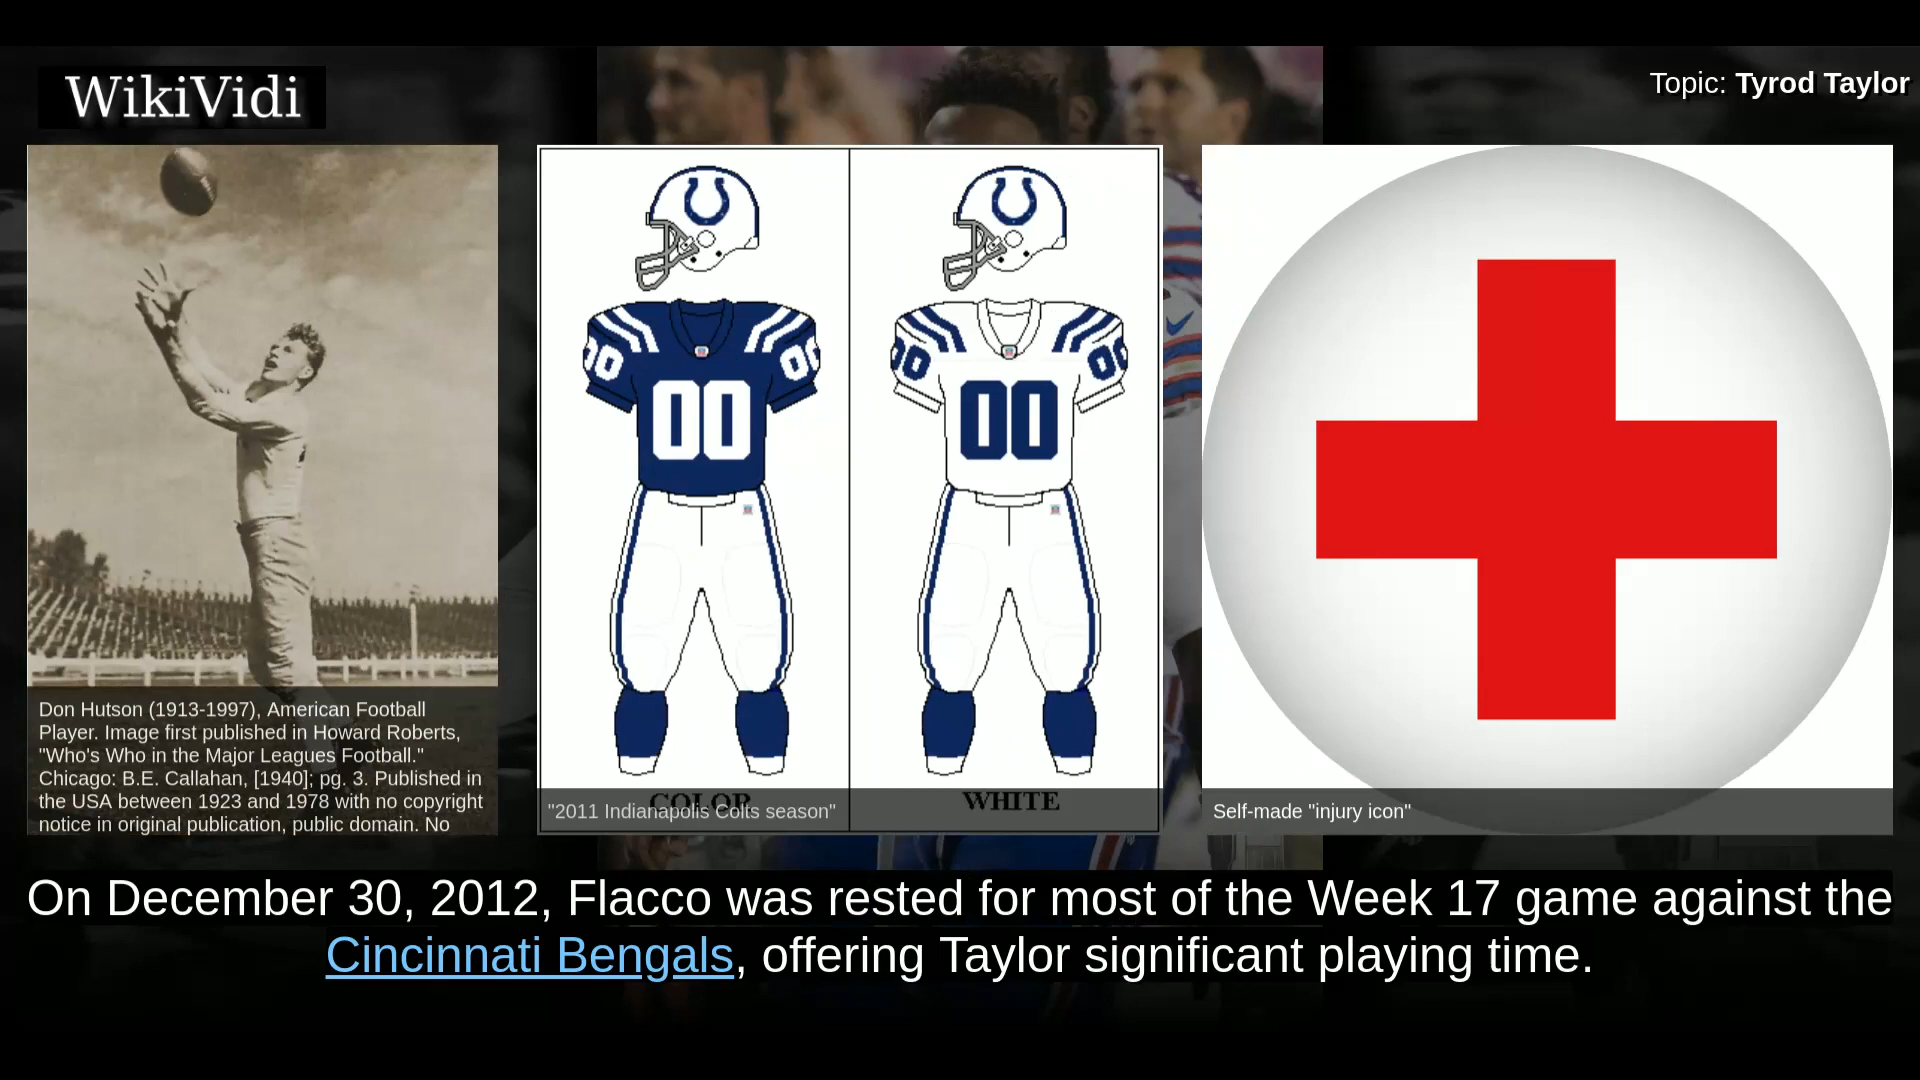 WikiVidi
Topic: Tyrod Taylor
Don Hutson (1913-1997), American Football
Player. Image first published in Howard Roberts,
"Who's Who in the Major Leagues Football."
Chicago: B.E. Callahan, [1940]; pg. 3. Published in
the USA between 1923 and 1978 with no copyright
notice in original publication, public domain. No
00 00 00
00 00 00
COLOR
WHITE
"2011 Indianapolis Colts season"
Self-made "injury icon"
On December 30, 2012, Flacco was rested for most of the Week 17 game against the
Cincinnati Bengals, offering Taylor significant playing time.